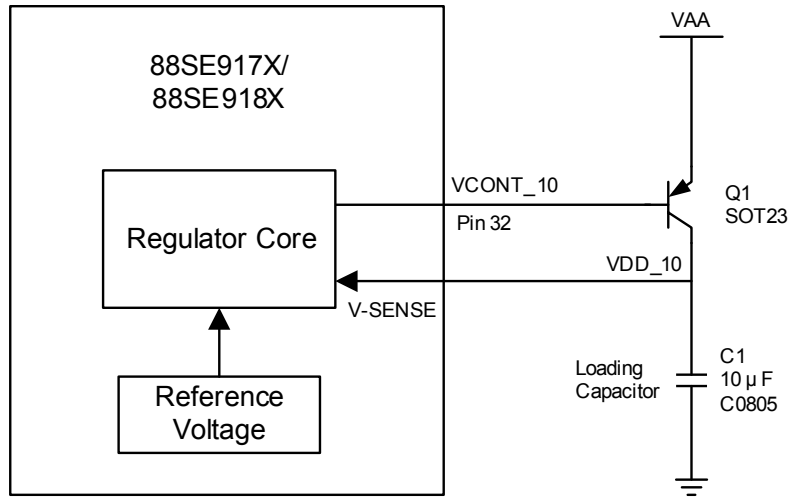 88SE917X/
88SE918X
VAA
Regulator Core
VCONT_10
Pin 32
Q1
SOT23
VDD_10
V-SENSE
Reference
Voltage
Loading
Capacitor
C1
10 µF
C0805